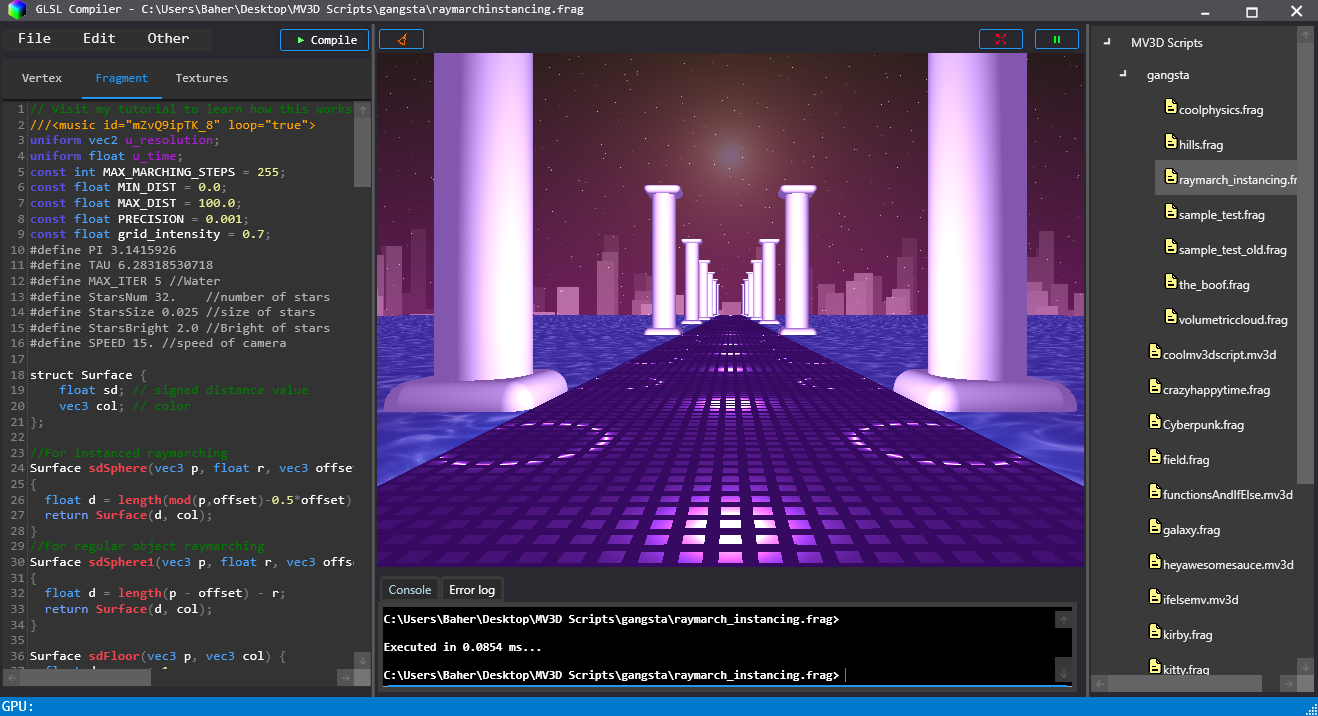 GLSL Compiler - C:\Users\Baher\Desktop\MV3D Scripts\gangsta\raymarchinstancing.frag
File Edit Other
Compile
Vertex Fragment Textures
1 // Visit my tutorial to learn how this works
2 ///<music id="mZvQ9ipTK_8" loop="true">
3 uniform vec2 u_resolution;
4 uniform float u_time;
5 const int MAX_MARCHING_STEPS = 255;
6 const float MIN_DIST = 0.0;
7 const float MAX_DIST = 100.0;
8 const float PRECISION = 0.001;
9 const float grid_intensity = 0.7;
10 #define PI 3.1415926
11 #define TAU 6.28318530718
12 #define MAX_ITER 5 //Water
13 #define StarsNum 32. //number of stars
14 #define StarsSize 0.025 //size of stars
15 #define StarsBright 2.0 //Bright of stars
16 #define SPEED 15. //speed of camera
17
18 struct Surface {
19 float sd; // signed distance value
20 vec3 col; // color
21 };
22
23 //For instanced raymarching
24 Surface sdSphere(vec3 p, float r, vec3 offse
25 {
26 float d = length(mod(p,offset)-0.5*offset)
27 return Surface(d, col);
28 }
29 //For regular object raymarching
30 Surface sdSphere1(vec3 p, float r, vec3 offs
31 {
32 float d = length(p - offset) - r;
33 return Surface(d, col);
34 }
35
36 Surface sdFloor(vec3 p, vec3 col) {
Console Error log
C:\Users\Baher\Desktop\MV3D Scripts\gangsta\raymarch_instancing.frag>
Executed in 0.0854 ms...
C:\Users\Baher\Desktop\MV3D Scripts\gangsta\raymarch_instancing.frag>
MV3D Scripts
gangsta
coolphysics.frag
hills.frag
raymarch_instancing.fr
sample_test.frag
sample_test_old.frag
the_boof.frag
volumetriccloud.frag
coolmv3dscript.mv3d
crazyhappytime.frag
Cyberpunk.frag
field.frag
functionsAndIfElse.mv3d
galaxy.frag
heyawesomesauce.mv3d
ifelsemv.mv3d
kirby.frag
kitty.frag
GPU: